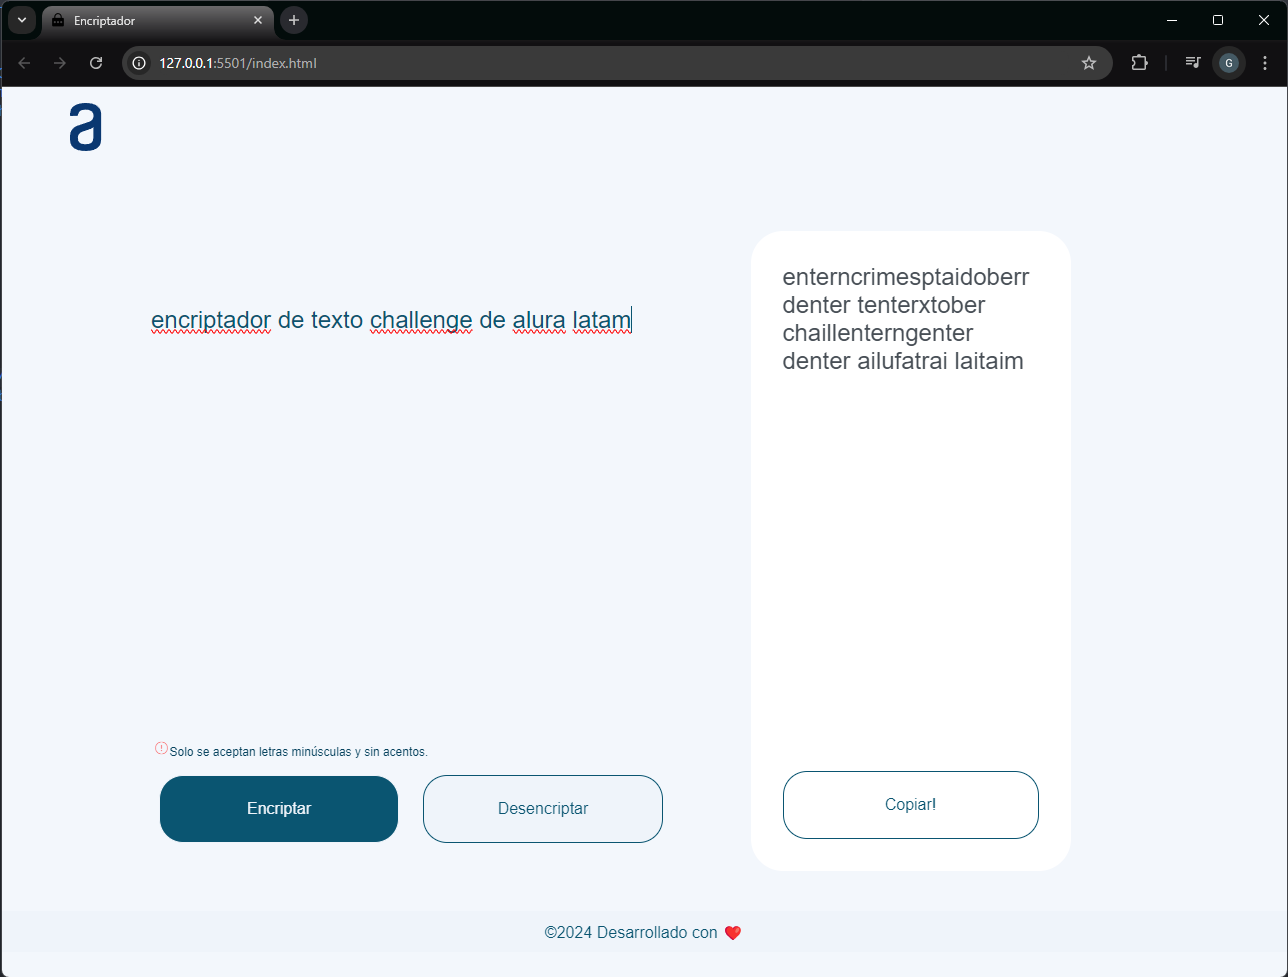 Encriptador
127.0.0.1:5501/index.html
G
a
encriptador de texto challenge de alura latam
enterncrimesptaidoberr
denter tenterxtober
chaillenterngenter
denter ailufatrai laitaim
Solo se aceptan letras minúsculas y sin acentos.
Encriptar
Desencriptar
Copiar!
©2024 Desarrollado con ❤️